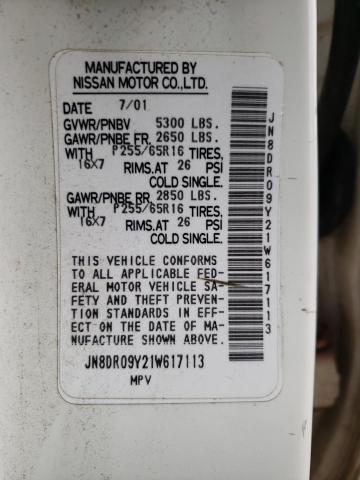 MANUFACTURED BY
NISSAN MOTOR CO.,LTD.
DATE 7/01
GVWR/PNBV 5300 LBS.
GAWR/PNBE FR. 2650 LBS.
WITH P255/65R16 TIRES,
16X7 RIMS.AT 26 PSI
COLD SINGLE.
GAWR/PNBE RR. 2850 LBS.
WITH P255/65R16 TIRES,
16X7 RIMS.AT 26 PSI
COLD SINGLE.
THIS VEHICLE CONFORMS
TO ALL APPLICABLE FED-
ERAL MOTOR VEHICLE SA-
FETY AND THEFT PREVEN-
TION STANDARDS IN
EFFECT ON THE DATE OF MA-
NUFACTURE SHOWN ABOVE.
JN8DR09Y21W617113
MPV
JN8DR09Y21W617113